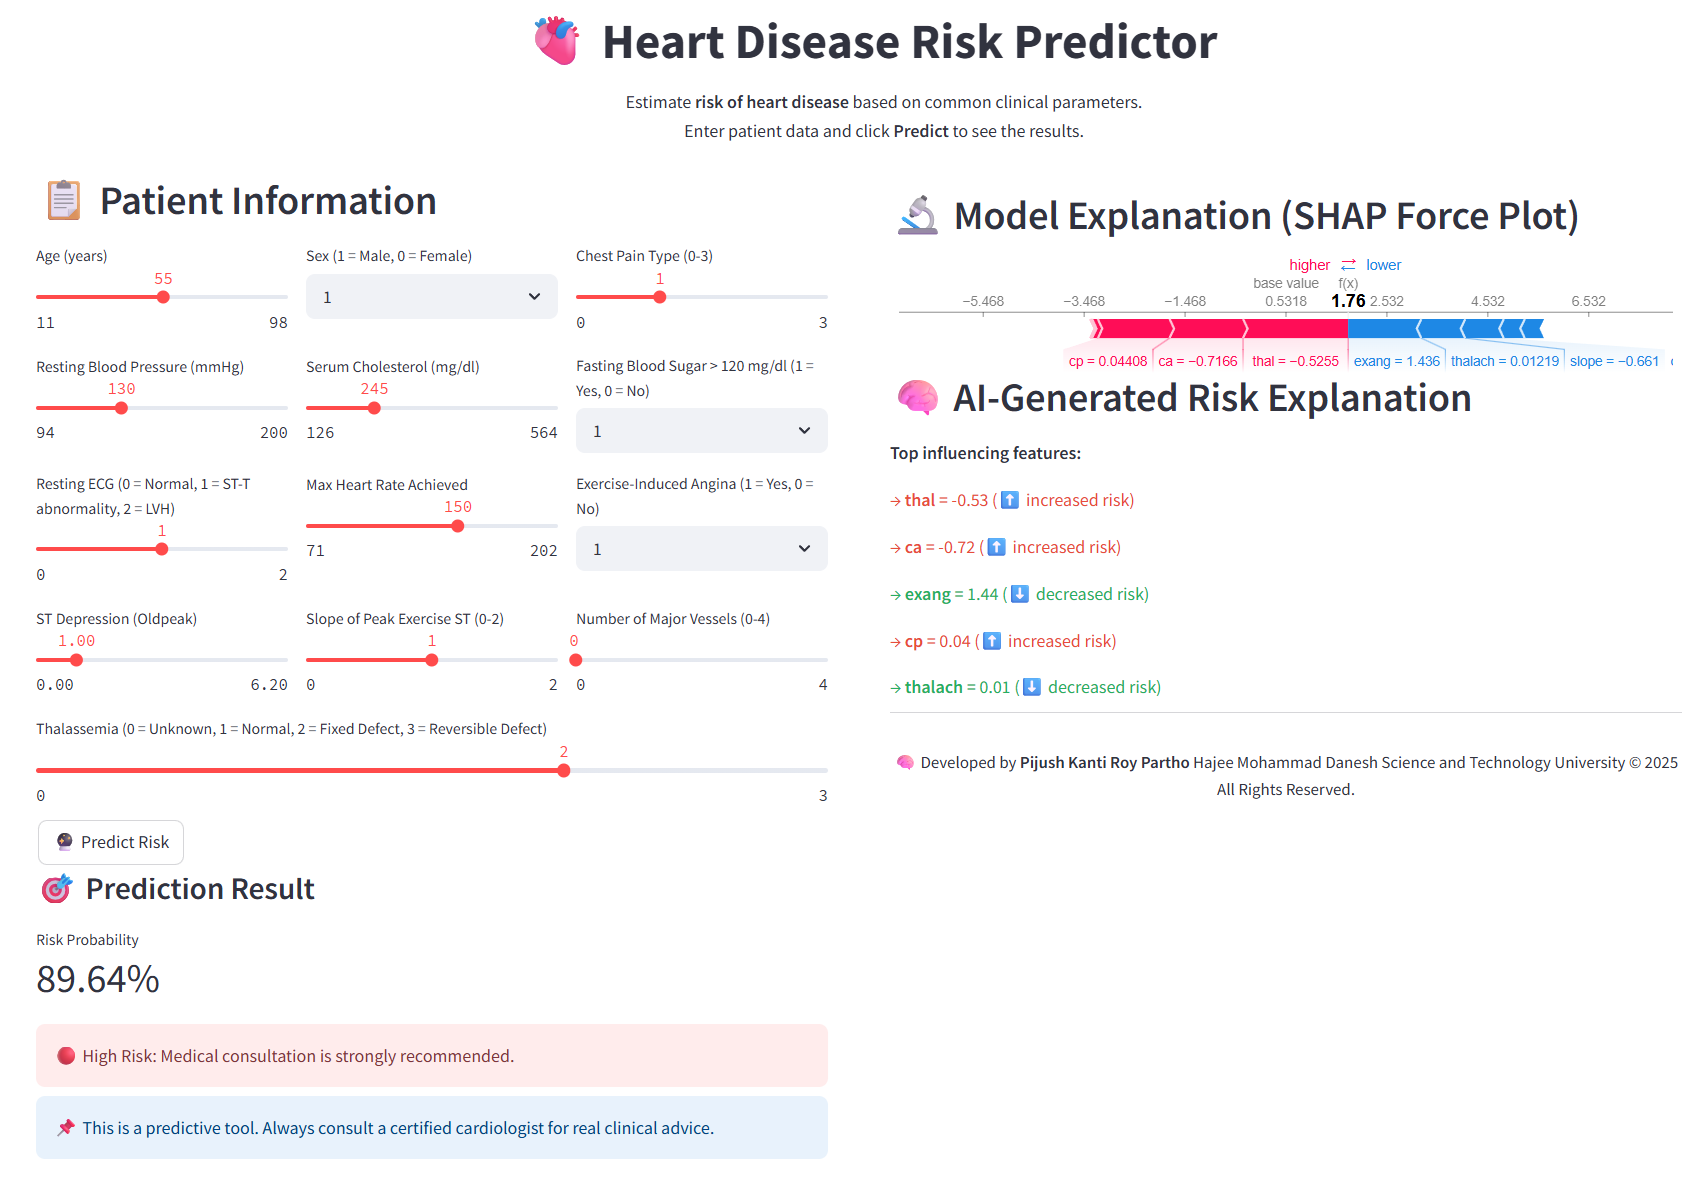 Heart Disease Risk Predictor
Estimate risk of heart disease based on common clinical parameters.
Enter patient data and click Predict to see the results.
Patient Information
Age (years)
55
11 98
Sex (1 = Male, 0 = Female)
1
Chest Pain Type (0-3)
1
0 3
Resting Blood Pressure (mmHg)
130
94 200
Serum Cholesterol (mg/dl)
245
126 564
Fasting Blood Sugar > 120 mg/dl (1 =
Yes, 0 = No)
1
Resting ECG (0 = Normal, 1 = ST-T
abnormality, 2 = LVH)
1
0 2
Max Heart Rate Achieved
150
71 202
Exercise-Induced Angina (1 = Yes, 0 =
No)
1
ST Depression (Oldpeak)
1.00
0.00 6.20
Slope of Peak Exercise ST (0-2)
1
0 2
Number of Major Vessels (0-4)
0
0 4
Thalassemia (0 = Unknown, 1 = Normal, 2 = Fixed Defect, 3 = Reversible Defect)
2
0 3
Predict Risk
Prediction Result
Risk Probability
89.64%
High Risk: Medical consultation is strongly recommended.
This is a predictive tool. Always consult a certified cardiologist for real clinical advice.
Model Explanation (SHAP Force Plot)
higher ⇄ lower
base value f(x)
−5.468 −3.468 −1.468 0.5318 1.76 2.532 4.532 6.532
cp = 0.04408 ca = −0.7166 thal = −0.5255 exang = 1.436 thalach = 0.01219 slope = −0.661
AI-Generated Risk Explanation
Top influencing features:
→ thal = -0.53 (⬆️ increased risk)
→ ca = -0.72 (⬆️ increased risk)
→ exang = 1.44 (⬇️ decreased risk)
→ cp = 0.04 (⬆️ increased risk)
→ thalach = 0.01 (⬇️ decreased risk)
Developed by Pijush Kanti Roy Partho Hajee Mohammad Danesh Science and Technology University © 2025
All Rights Reserved.